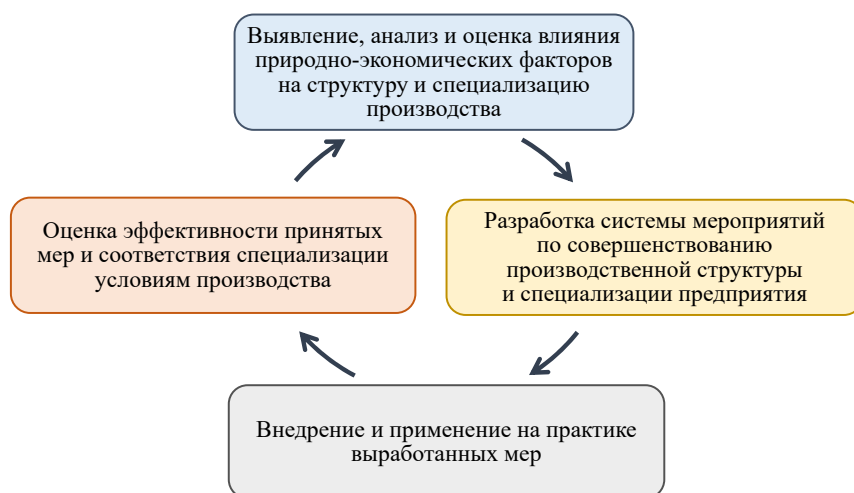 Выявление, анализ и оценка влияния
природно-экономических факторов
на структуру и специализацию
производства
Оценка эффективности принятых
мер и соответствия специализации
условиям производства
Разработка системы мероприятий
по совершенствованию
производственной структуры
и специализации предприятия
Внедрение и применение на практике
выработанных мер